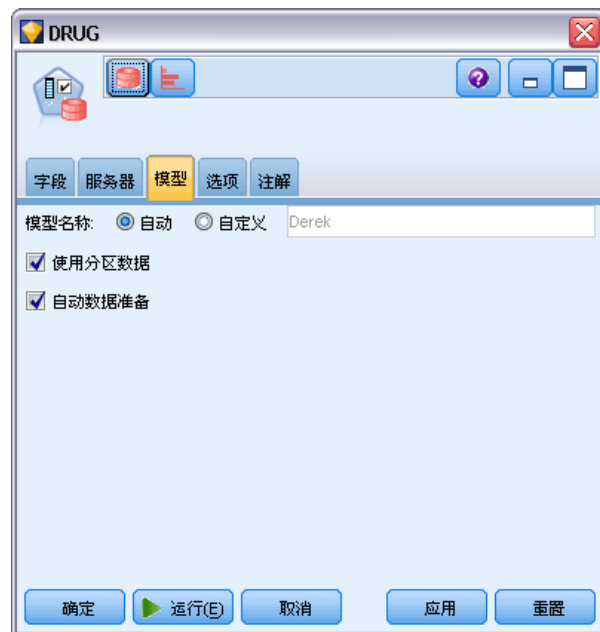 DRUG
字段 服务器 模型 选项 注解
模型名称: 自动 自定义 Derek
使用分区数据
自动数据准备
确定 运行(E) 取消 应用 重置